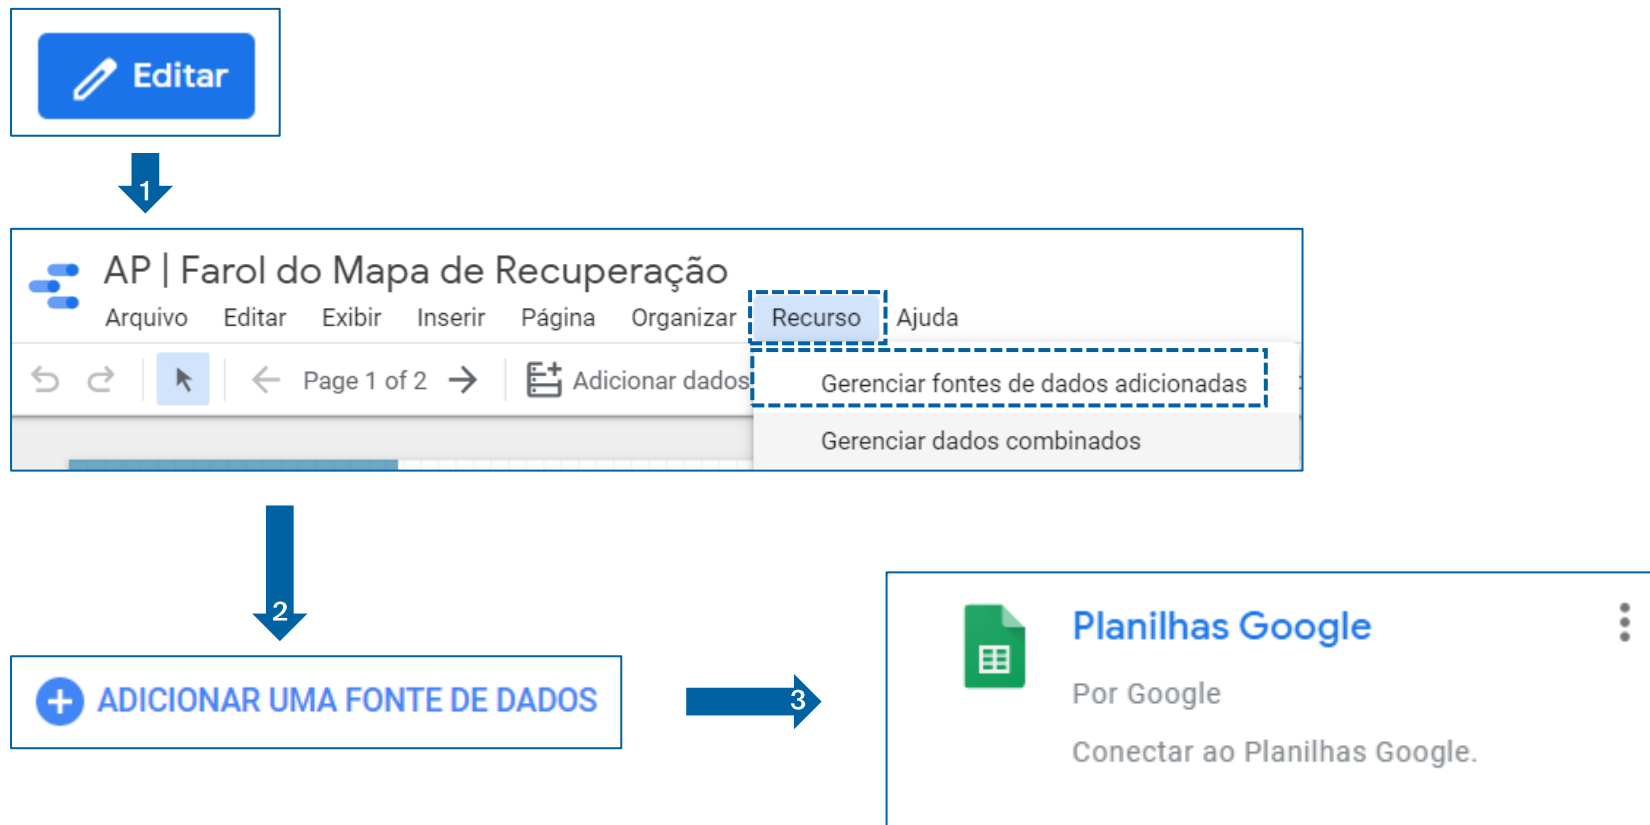 Editar
1
AP | Farol do Mapa de Recuperação
Arquivo Editar Exibir Inserir Página Organizar Recurso Ajuda
Page 1 of 2 Adicionar dados
Gerenciar fontes de dados adicionadas
Gerenciar dados combinados
2
ADICIONAR UMA FONTE DE DADOS
3
Planilhas Google
Por Google
Conectar ao Planilhas Google.